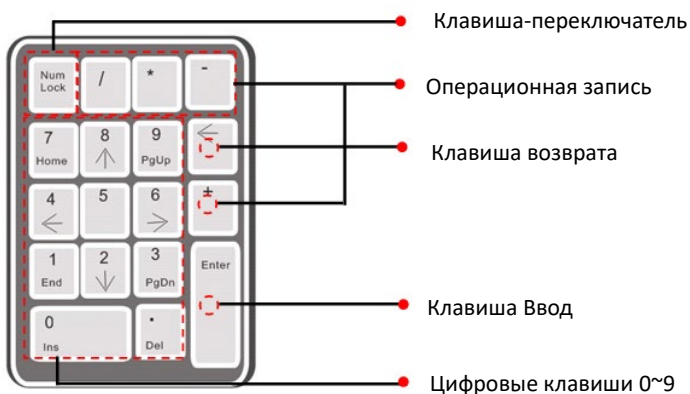 Клавиша-переключатель
Num
Lock
/ * -
Операционная запись
7 8 9 ←
Home ↑ PgUp
Клавиша возврата
4 5 6 ±
← →
1 2 3 Enter
End ↓ PgDn
Клавиша Ввод
0 .
Ins Del
Цифровые клавиши 0~9